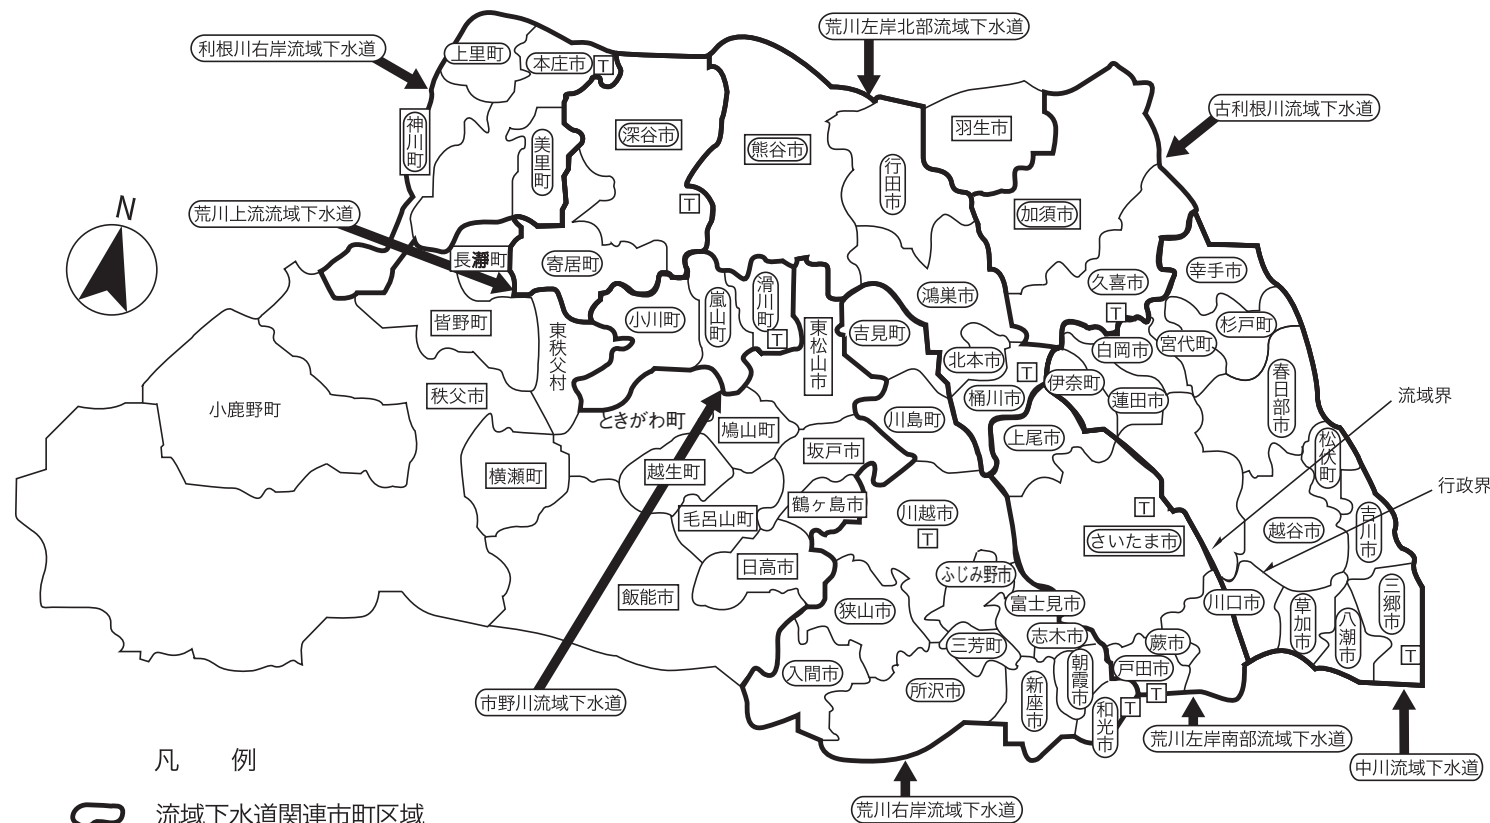 荒川左岸北部流域下水道
利根川右岸流域下水道
上里町
本庄市
T
古利根川流域下水道
神川町
美里町
深谷市
熊谷市
羽生市
行田市
N
T
荒川上流流域下水道
加須市
長瀞町
寄居町
幸手市
久喜市
滑川町
鴻巣市
嵐山町
小川町
T
皆野町
東秩父村
東松山市
吉見町
杉戸町
T
宮代町
白岡市
北本市
T
伊奈町
春日部市
秩父市
桶川市
蓮田市
流域界
小鹿野町
ときがわ町
川島町
鳩山町
上尾市
松伏町
坂戸市
横瀬町
越生町
行政界
鶴ヶ島市
T
川越市
毛呂山町
越谷市
吉川市
T
さいたま市
日高市
ふじみ野市
飯能市
富士見市
川口市
三郷市
狭山市
草加市
八潮市
志木市
三芳町
蕨市
T
戸田市
朝霞市
入間市
所沢市
新座市
T
市野川流域下水道
T
和光市
荒川左岸南部流域下水道
凡 例
中川流域下水道
荒川右岸流域下水道
流域下水道関連市町区域